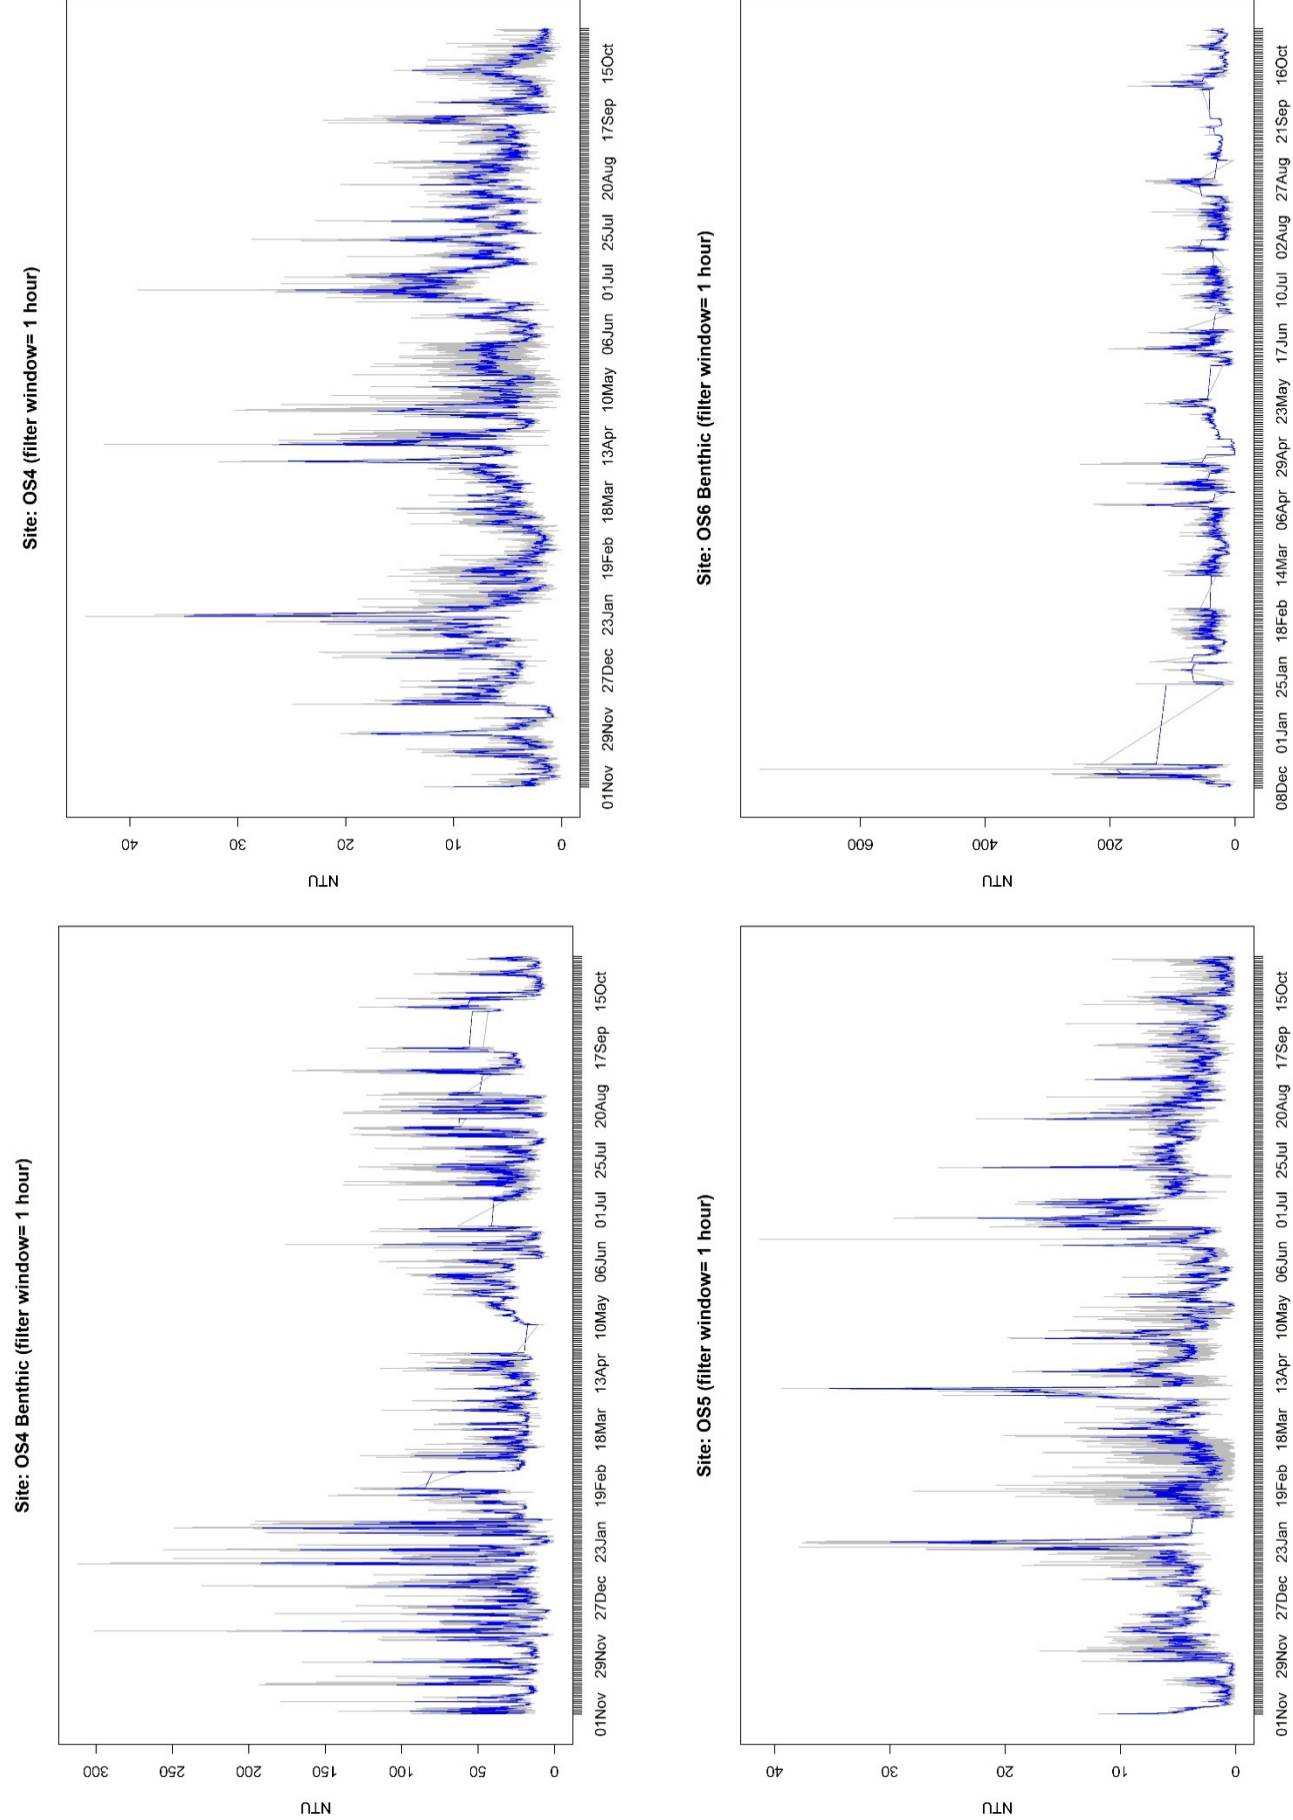 Site: OS4 (filter window= 1 hour)
NTU
40
30
20
10
0
01Nov 29Nov 27Dec 23Jan 19Feb 18Mar 13Apr 10May 06Jun 01Jul 25Jul 20Aug 17Sep 15Oct
Site: OS6 Benthic (filter window= 1 hour)
NTU
600
400
200
0
08Dec 01Jan 25Jan 18Feb 14Mar 06Apr 29Apr 23May 17Jun 10Jul 02Aug 27Aug 21Sep 16Oct
Site: OS4 Benthic (filter window= 1 hour)
NTU
300
250
200
150
100
50
0
01Nov 29Nov 27Dec 23Jan 19Feb 18Mar 13Apr 10May 06Jun 01Jul 25Jul 20Aug 17Sep 15Oct
Site: OS5 (filter window= 1 hour)
NTU
40
30
20
10
0
01Nov 29Nov 27Dec 23Jan 19Feb 18Mar 13Apr 10May 06Jun 01Jul 25Jul 20Aug 17Sep 15Oct